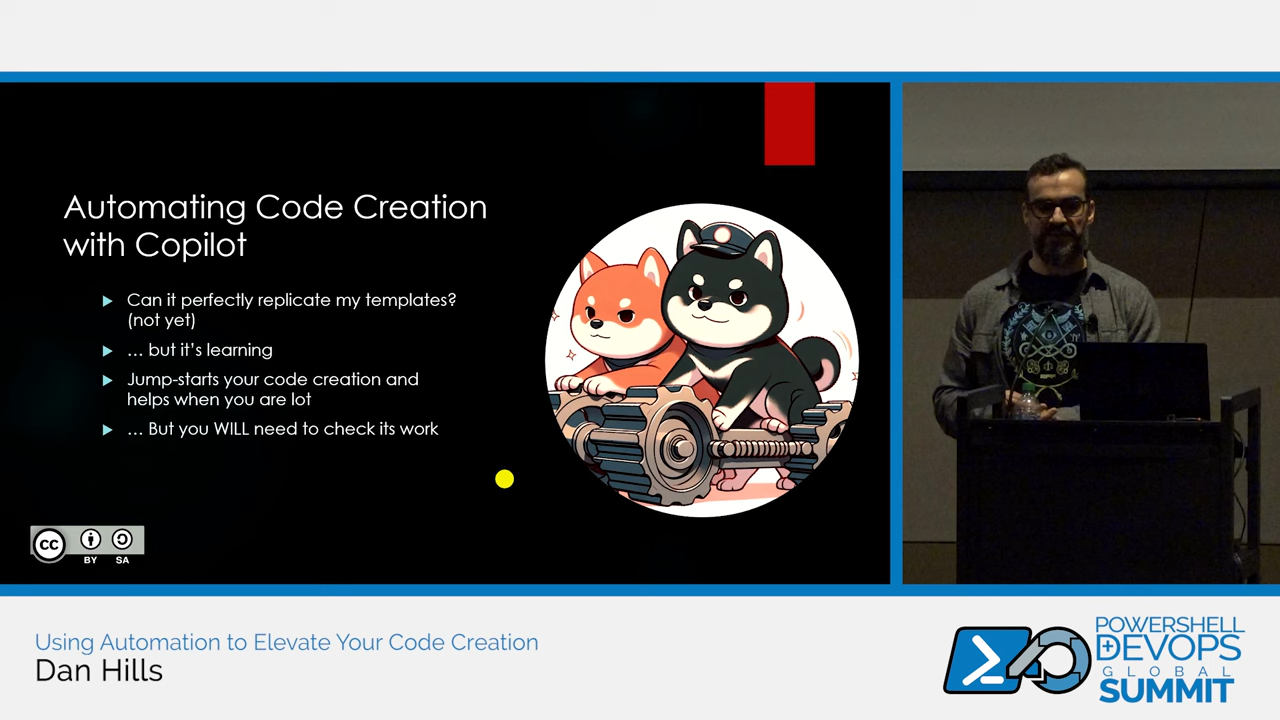 Automating Code Creation
with Copilot
Can it perfectly replicate my templates?
(not yet)
… but it's learning
Jump-starts your code creation and
helps when you are lot
… But you WILL need to check its work
cc
BY SA
Using Automation to Elevate Your Code Creation
Dan Hills
POWERSHELL
DEVOPS
GLOBAL
SUMMIT